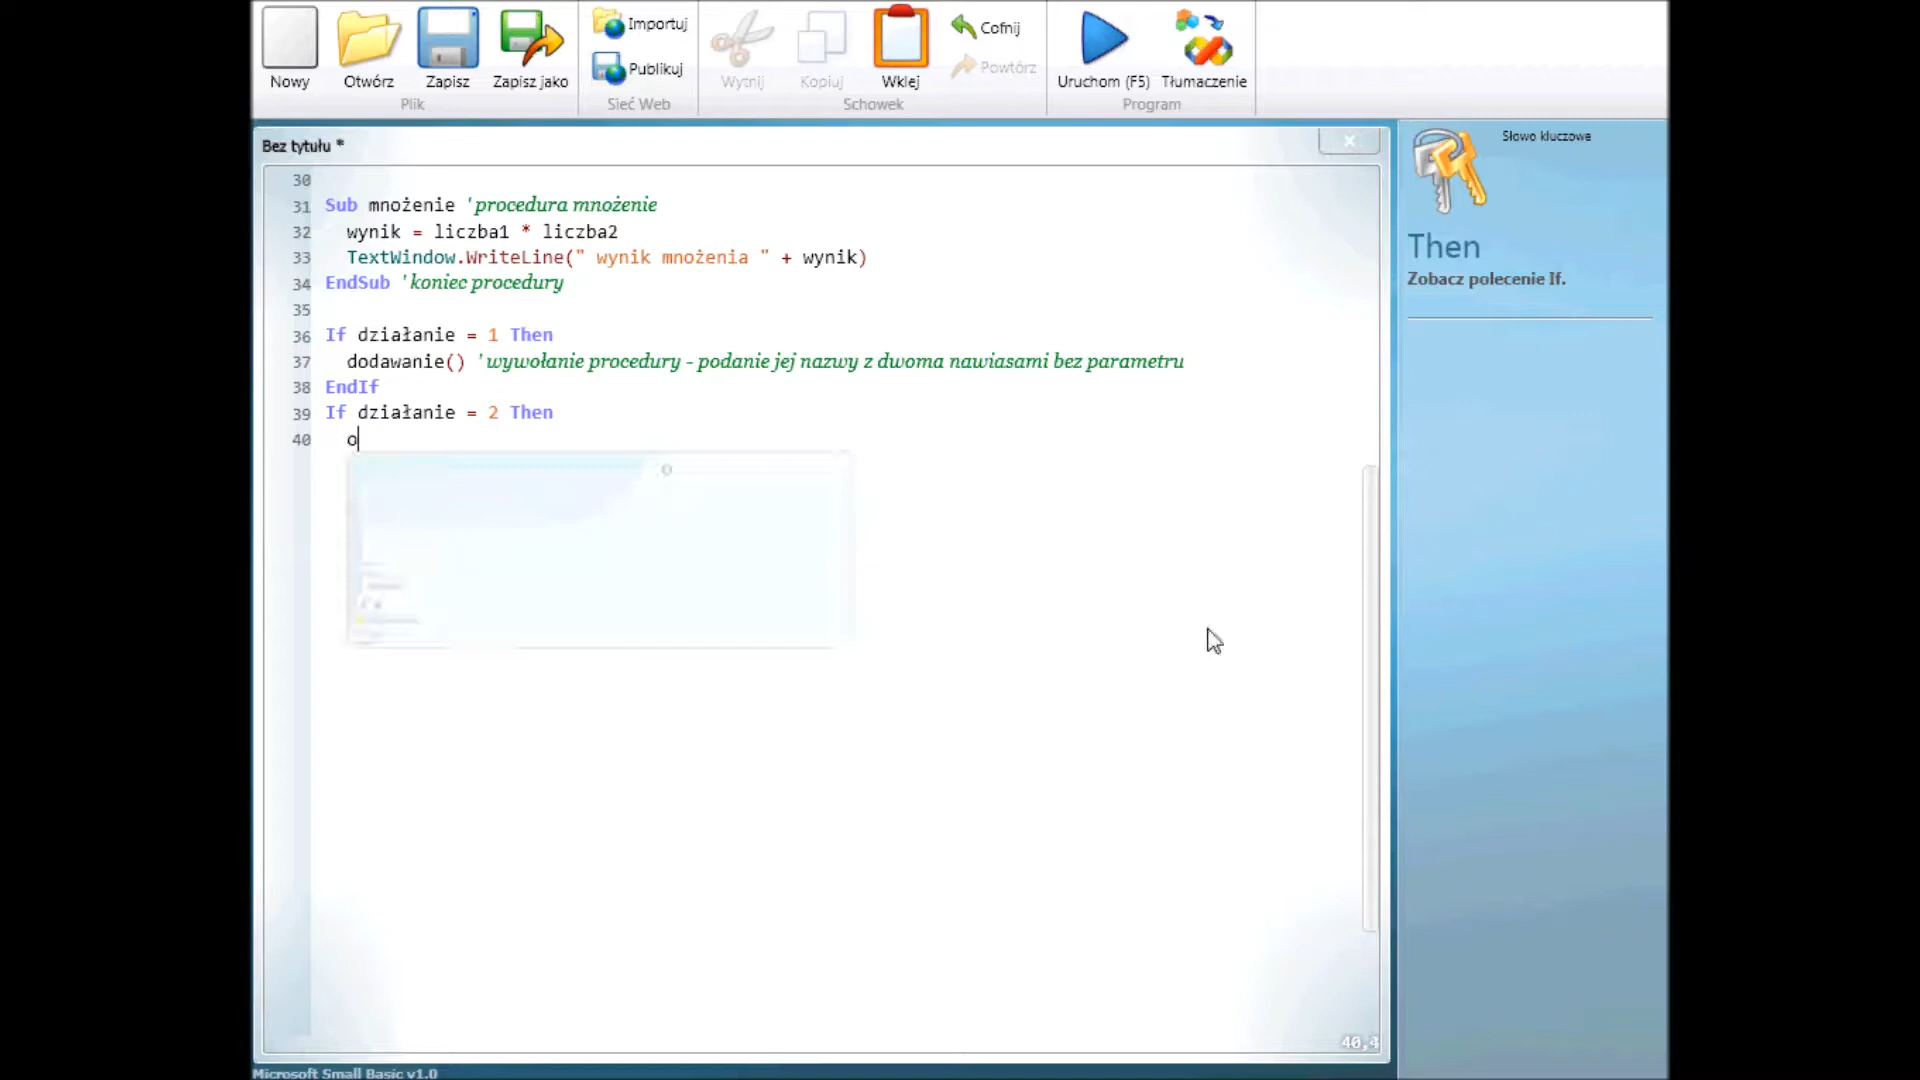 Nowy
Otwórz
Zapisz
Zapisz jako
Plik
Importuj
Publikuj
Sieć Web
Wytnij
Kopiuj
Wklej
Cofnij
Powtórz
Schowek
Uruchom (F5)
Tłumaczenie
Program
Bez tytułu *
30
31 Sub mnożenie 'procedura mnożenie
32 wynik = liczba1 * liczba2
33 TextWindow.WriteLine(" wynik mnożenia " + wynik)
34 EndSub 'koniec procedury
35
36 If działanie = 1 Then
37 dodawanie() 'wywołanie procedury - podanie jej nazwy z dwoma nawiasami bez parametru
38 EndIf
39 If działanie = 2 Then
40 o
40,4
Słowo kluczowe
Then
Zobacz polecenie If.
Microsoft Small Basic v1.0